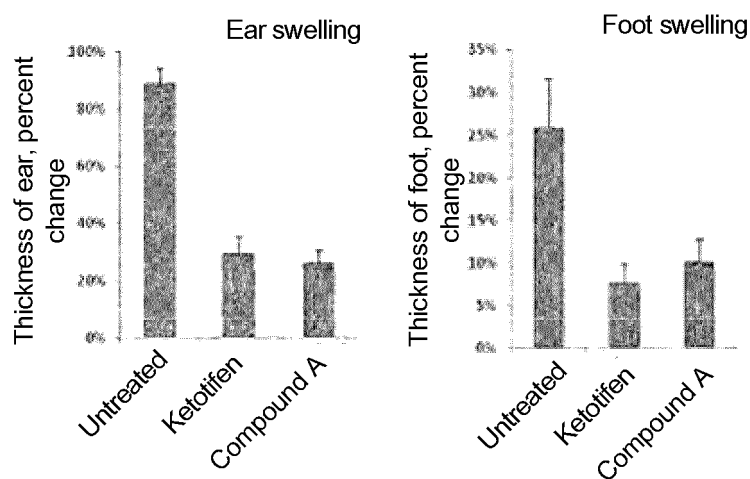 Ear swelling
Thickness of ear, percent
change
100%
80%
60%
40%
20%
0%
Untreated
Ketotifen
Compound A
Foot swelling
Thickness of foot, percent
change
35%
30%
25%
20%
15%
10%
5%
0%
Untreated
Ketotifen
Compound A